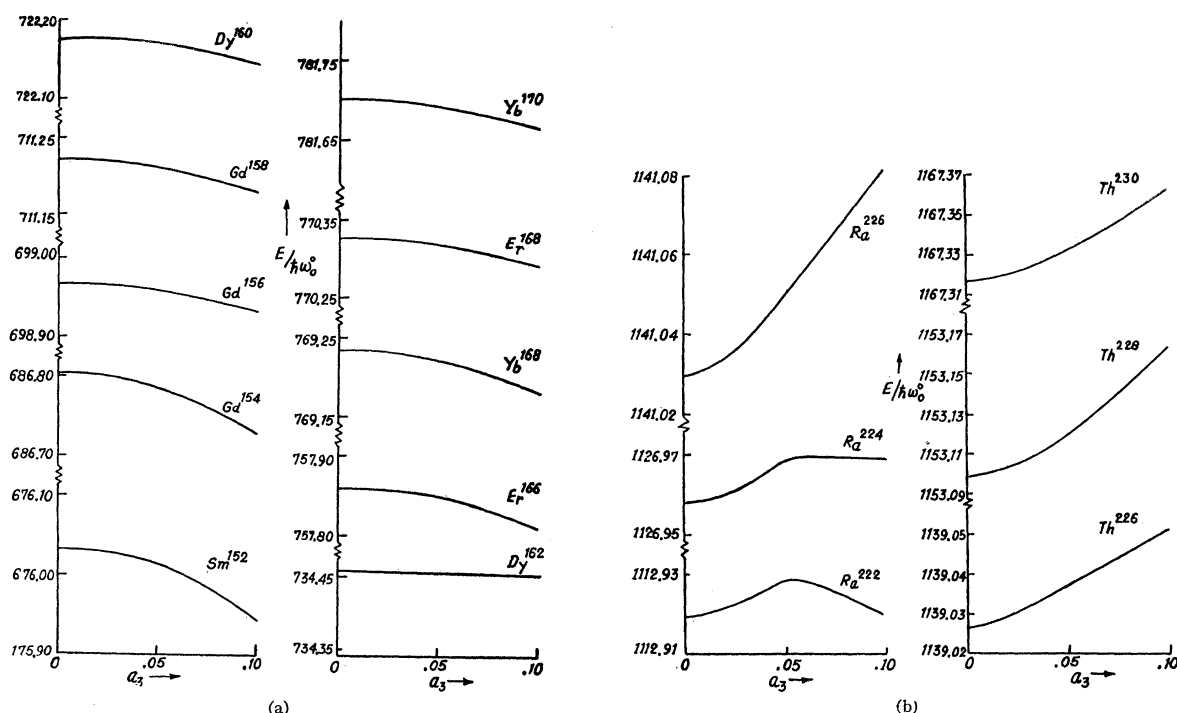 722,20
Dy160
722,10
711,25
Gd158
711,15
699,00
Gd156
698,90
686,80
Gd154
686,70
676,10
Sm152
676,00
175,90
0
.05
.10
a3
E/ħω0°
781,75
Yb170
781,65
770,35
Er168
770,25
769,25
Yb168
769,15
757,90
Er166
757,80
Dy162
734,45
734,35
0
.05
.10
a3
(a)
1141,08
Ra226
1141,06
1141,04
1141,02
1126,97
Ra224
1126,95
1112,93
Ra222
1112,91
0
.05
.10
a3
E/ħω0°
1167,37
Th230
1167,35
1167,33
1167,31
1153,17
Th228
1153,15
1153,13
1153,11
1153,09
1139,05
Th226
1139,04
1139,03
1139,02
0
.05
.10
a3
(b)